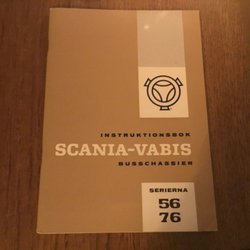 INSTRUKTIONSBOK
SCANIA-VABIS
BUSSCHASSIER
SERIERNA
56
76